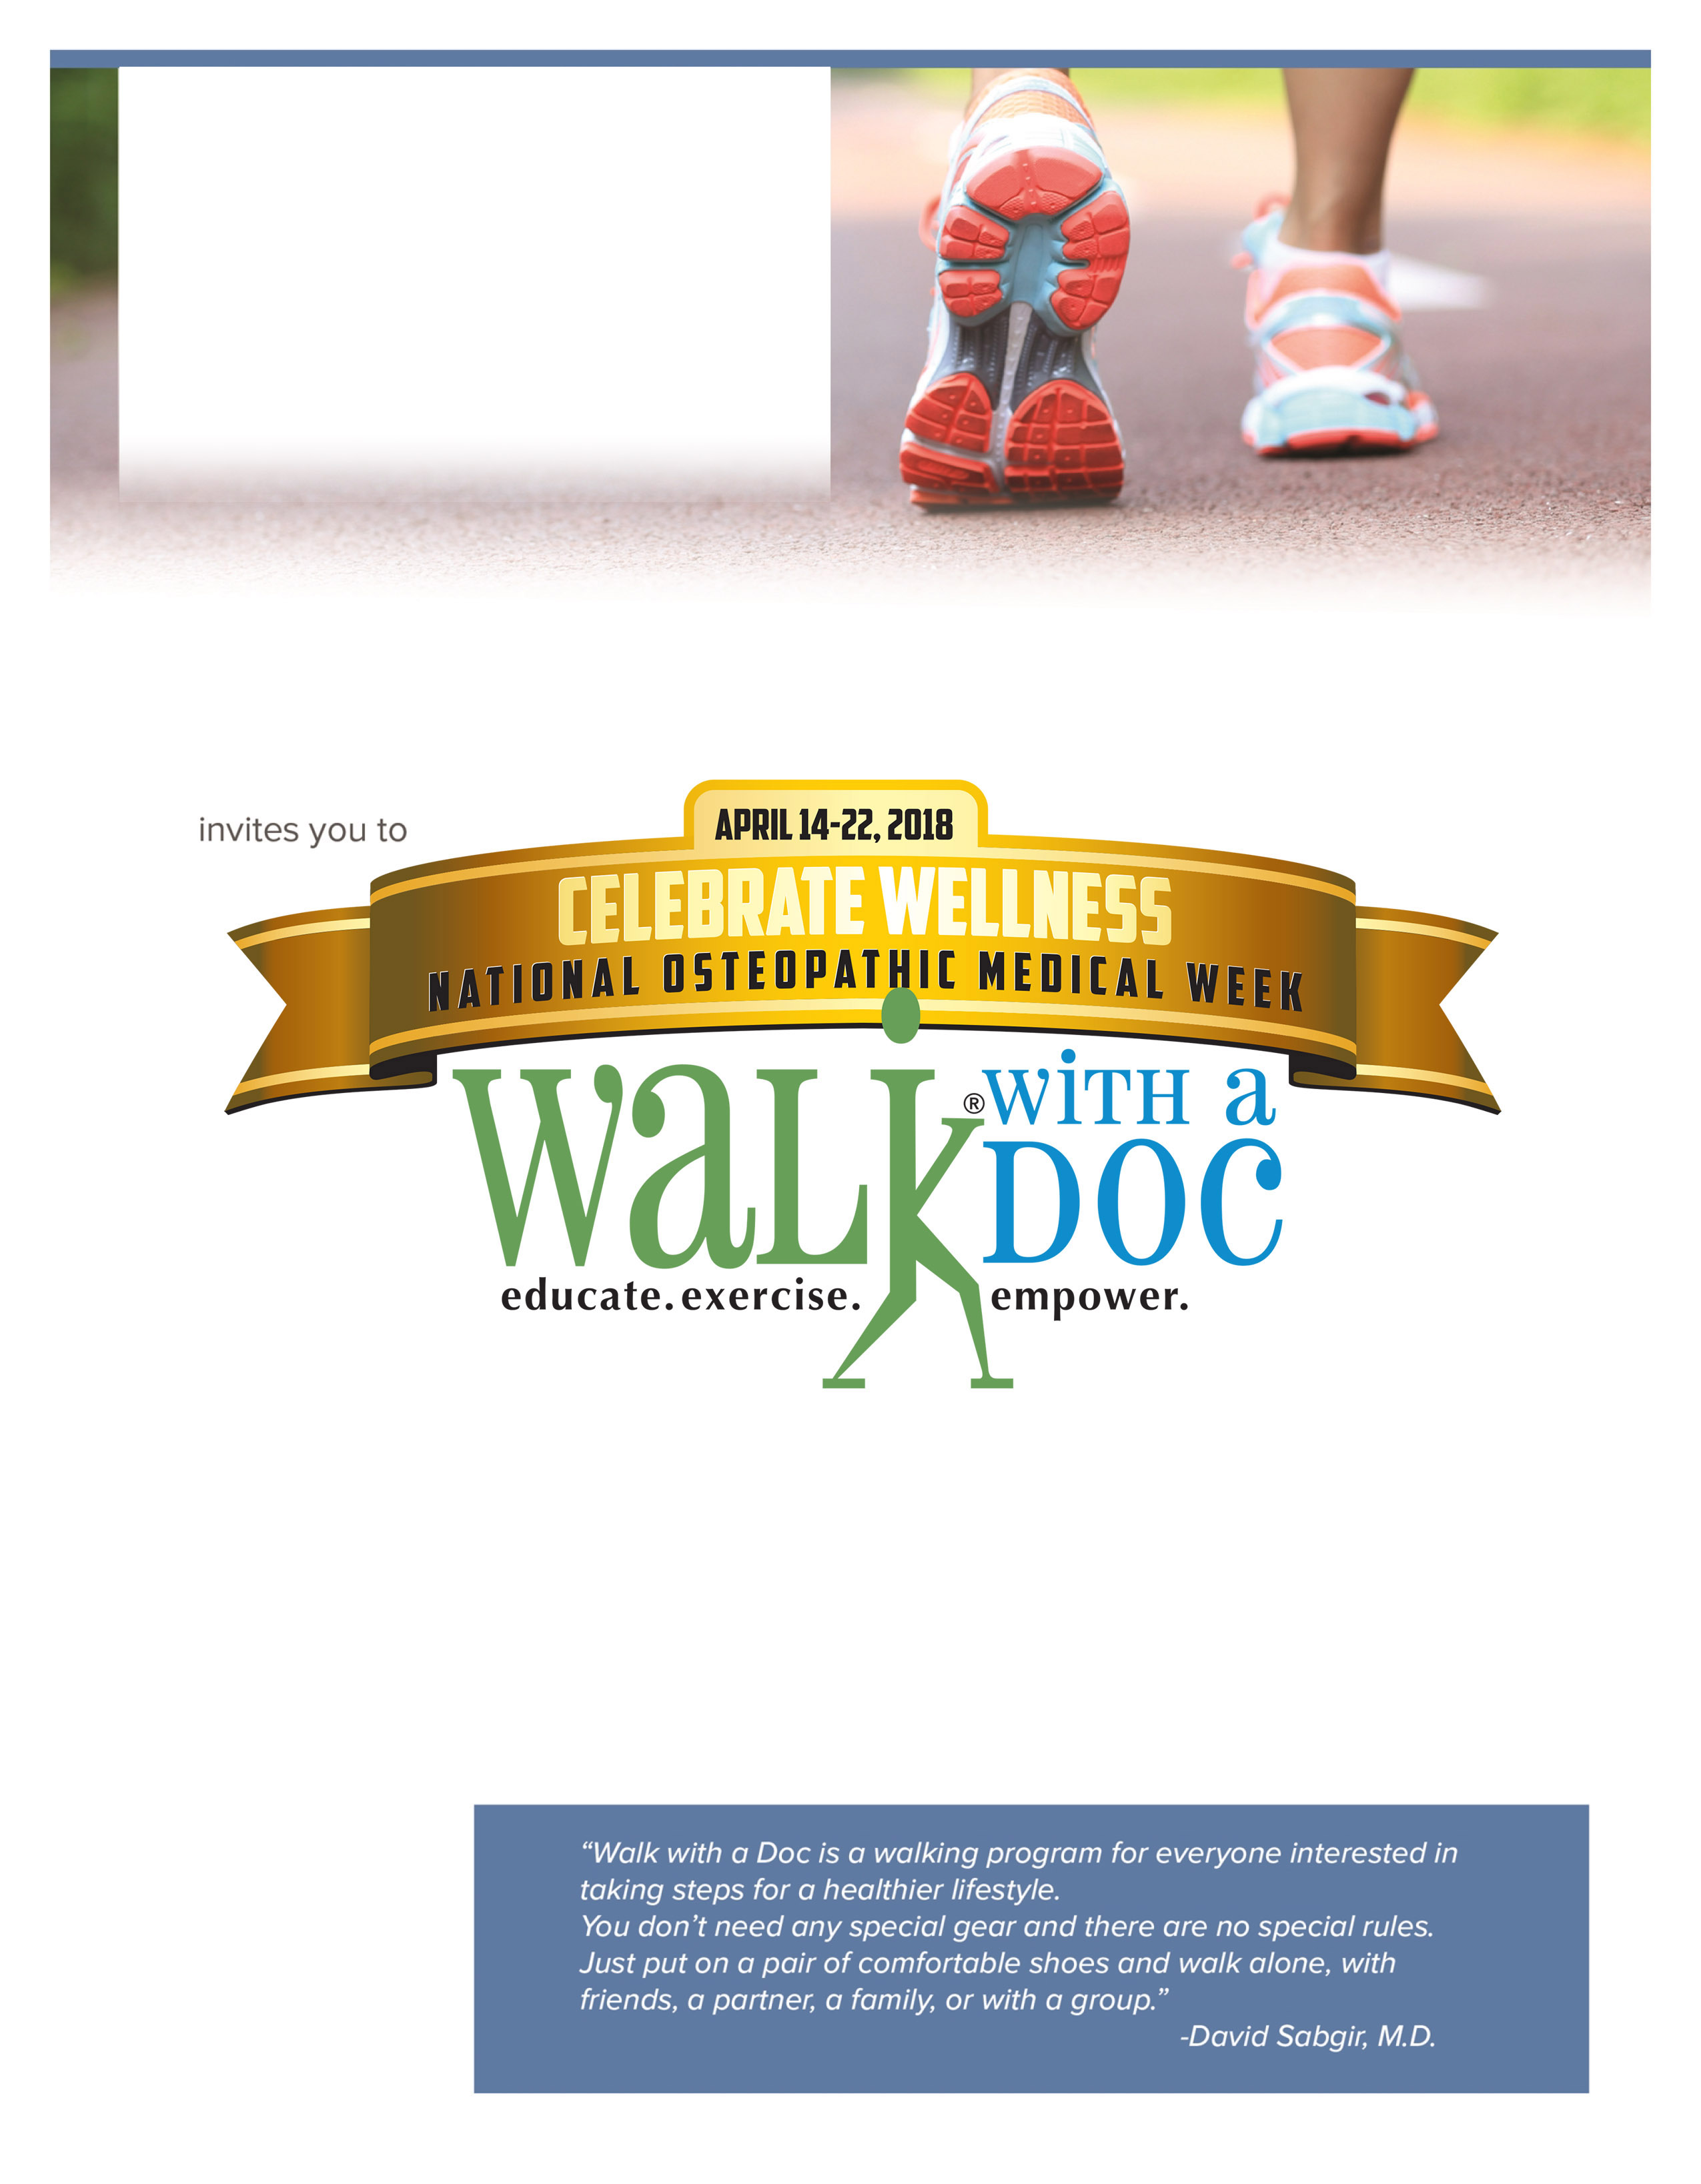 invites you to
APRIL 14-22, 2018
CELEBRATE WELLNESS
NATIONAL OSTEOPATHIC MEDICAL WEEK
WaLk® WiTH a
DOC
educate. exercise. empower.
“Walk with a Doc is a walking program for everyone interested in
taking steps for a healthier lifestyle.
You don’t need any special gear and there are no special rules.
Just put on a pair of comfortable shoes and walk alone, with
friends, a partner, a family, or with a group.”
-David Sabgir, M.D.